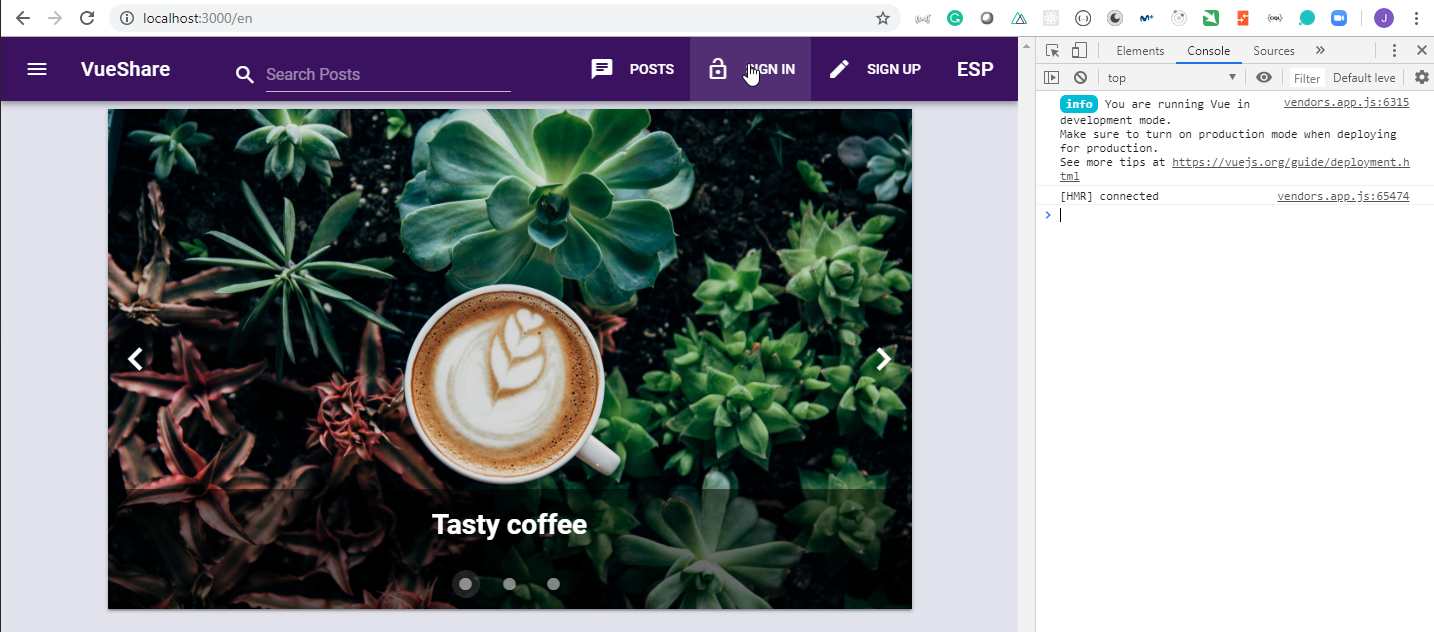 localhost:3000/en
J
VueShare
Search Posts
POSTS
IGN IN
SIGN UP
ESP
Tasty coffee
Elements
Console
Sources
top
Filter
Default leve
info You are running Vue in vendors.app.js:6315
development mode.
Make sure to turn on production mode when deploying
for production.
See more tips at https://vuejs.org/guide/deployment.h
tml
[HMR] connected vendors.app.js:65474